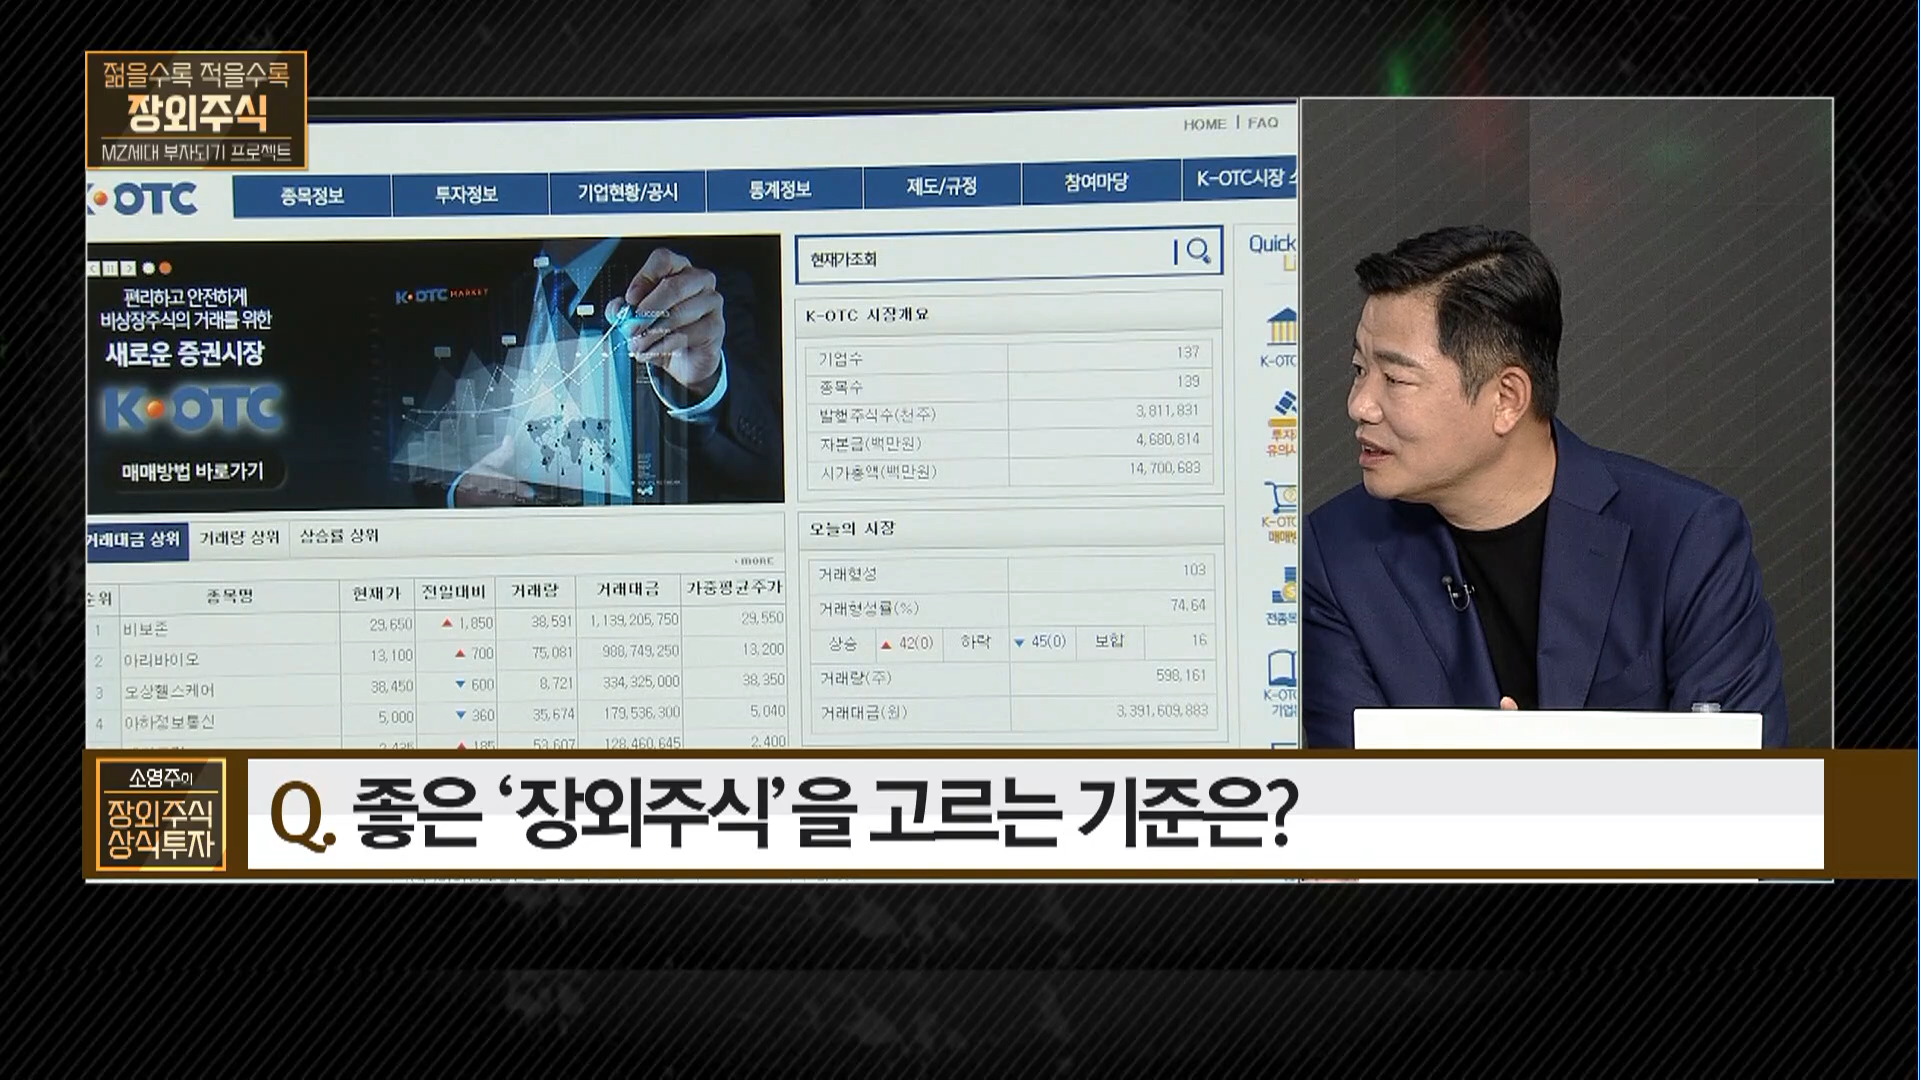 젊을수록 적을수록
장외주식
MZ세대 부자되기 프로젝트
HOME | FAQ
K·OTC
종목정보 투자정보 기업현황/공시 통계정보 제도/규정 참여마당 K-OTC시장
편리하고 안전하게
비상장주식의 거래를 위한
새로운 증권시장
K·OTC
매매방법 바로가기
K·OTC MARKET
현재가조회
Quick
K-OTC 시장개요
기업수 137
종목수 139
발행주식수(천주) 3,811,831
자본금(백만원) 4,680,814
시가총액(백만원) 14,700,683
거래대금 상위 거래량 상위 상승률 상위
·more
순위 종목명 현재가 전일대비 거래량 거래대금 가중평균주가
1 비보존 29,650 ▲ 1,850 38,591 1,139,205,750 29,550
2 아리바이오 13,100 ▲ 700 75,081 988,749,250 13,200
3 오상헬스케어 38,450 ▼ 600 8,721 334,325,000 38,350
4 아하정보통신 5,000 ▼ 360 35,674 179,536,300 5,040
▲ 185 53,607 128,460,645 2,400
오늘의 시장
거래형성 103
거래형성률(%) 74.64
상승 ▲ 42(0) 하락 ▼ 45(0) 보합 16
거래량(주) 598,161
거래대금(원) 3,391,609,883
소영주의
장외주식
상식투자
Q. 좋은 ‘장외주식’을 고르는 기준은?